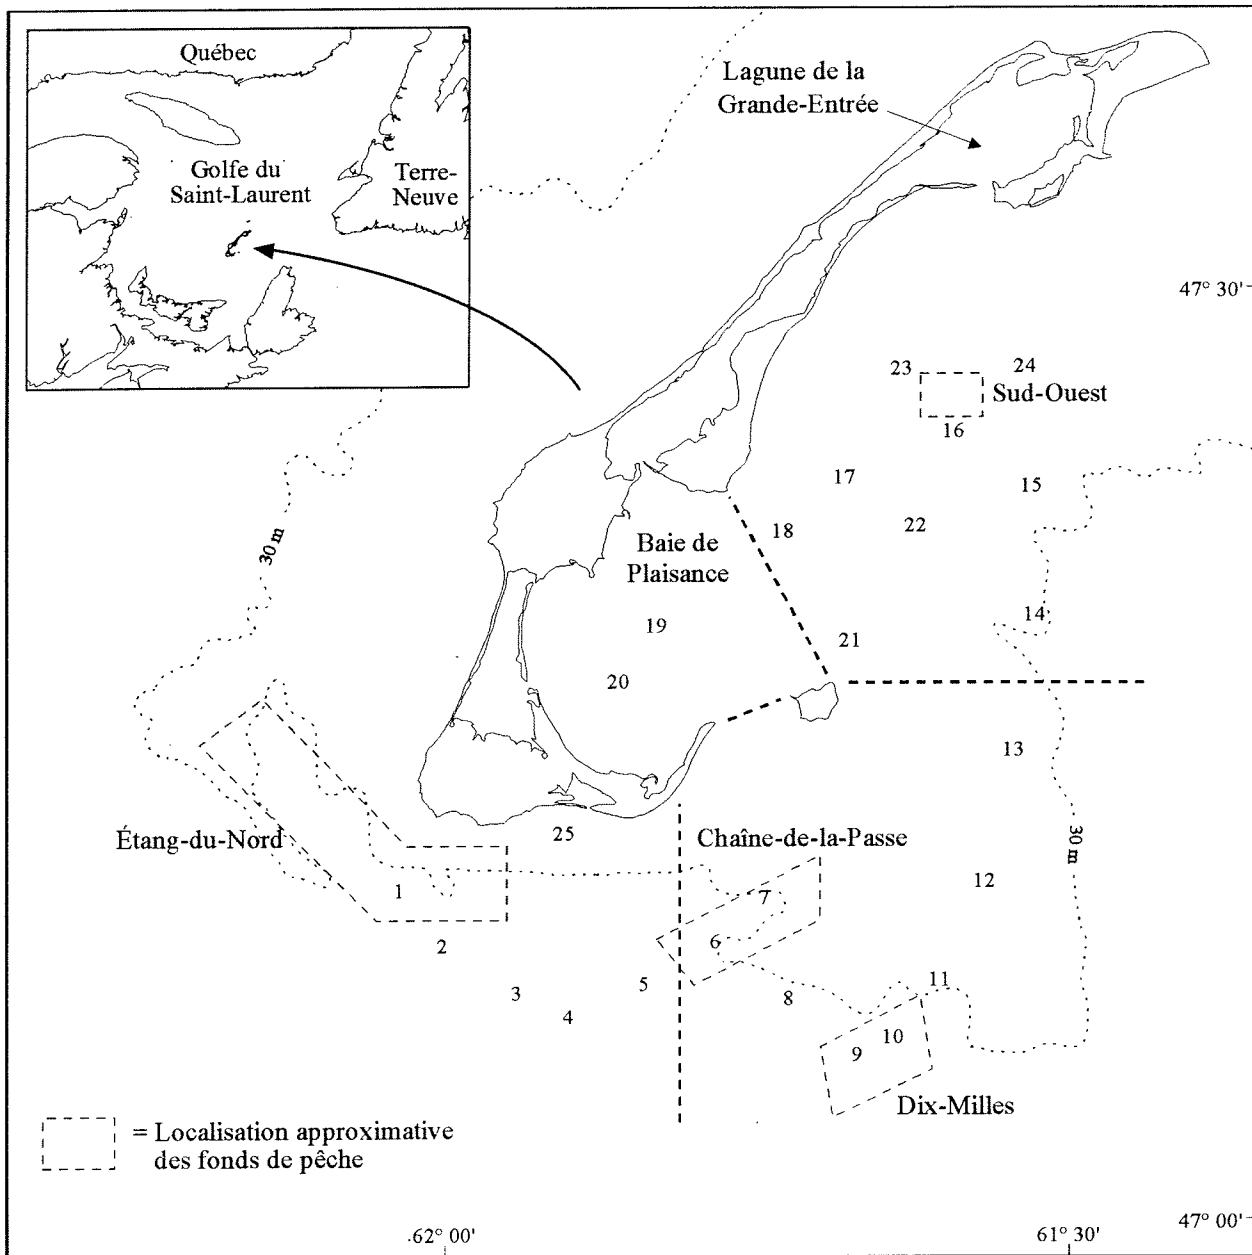 Québec
Golfe du
Saint-Laurent
Terre-
Neuve
Lagune de la
Grande-Entrée
47° 30'
23
24
Sud-Ouest
16
17
15
18
22
30 m
Baie de
Plaisance
14
19
21
20
13
Étang-du-Nord
25
Chaîne-de-la-Passe
30 m
1
7
12
2
6
5
11
3
8
4
10
9
Dix-Milles
= Localisation approximative
des fonds de pêche
62° 00'
61° 30'
47° 00'